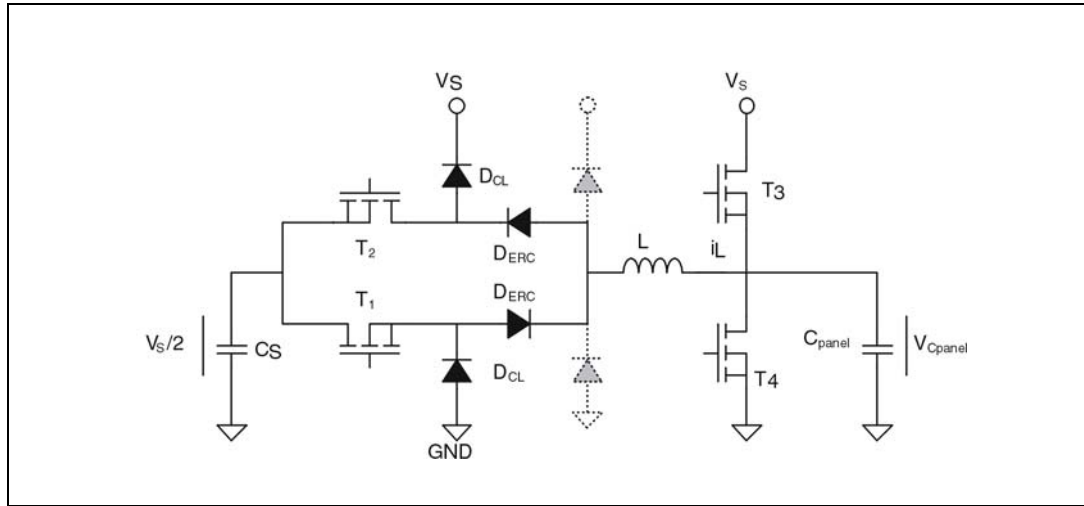 VS
VS
DCL
T3
T2
DERC
L
iL
DERC
T1
VS/2
CS
Cpanel
VCpanel
DCL
T4
GND